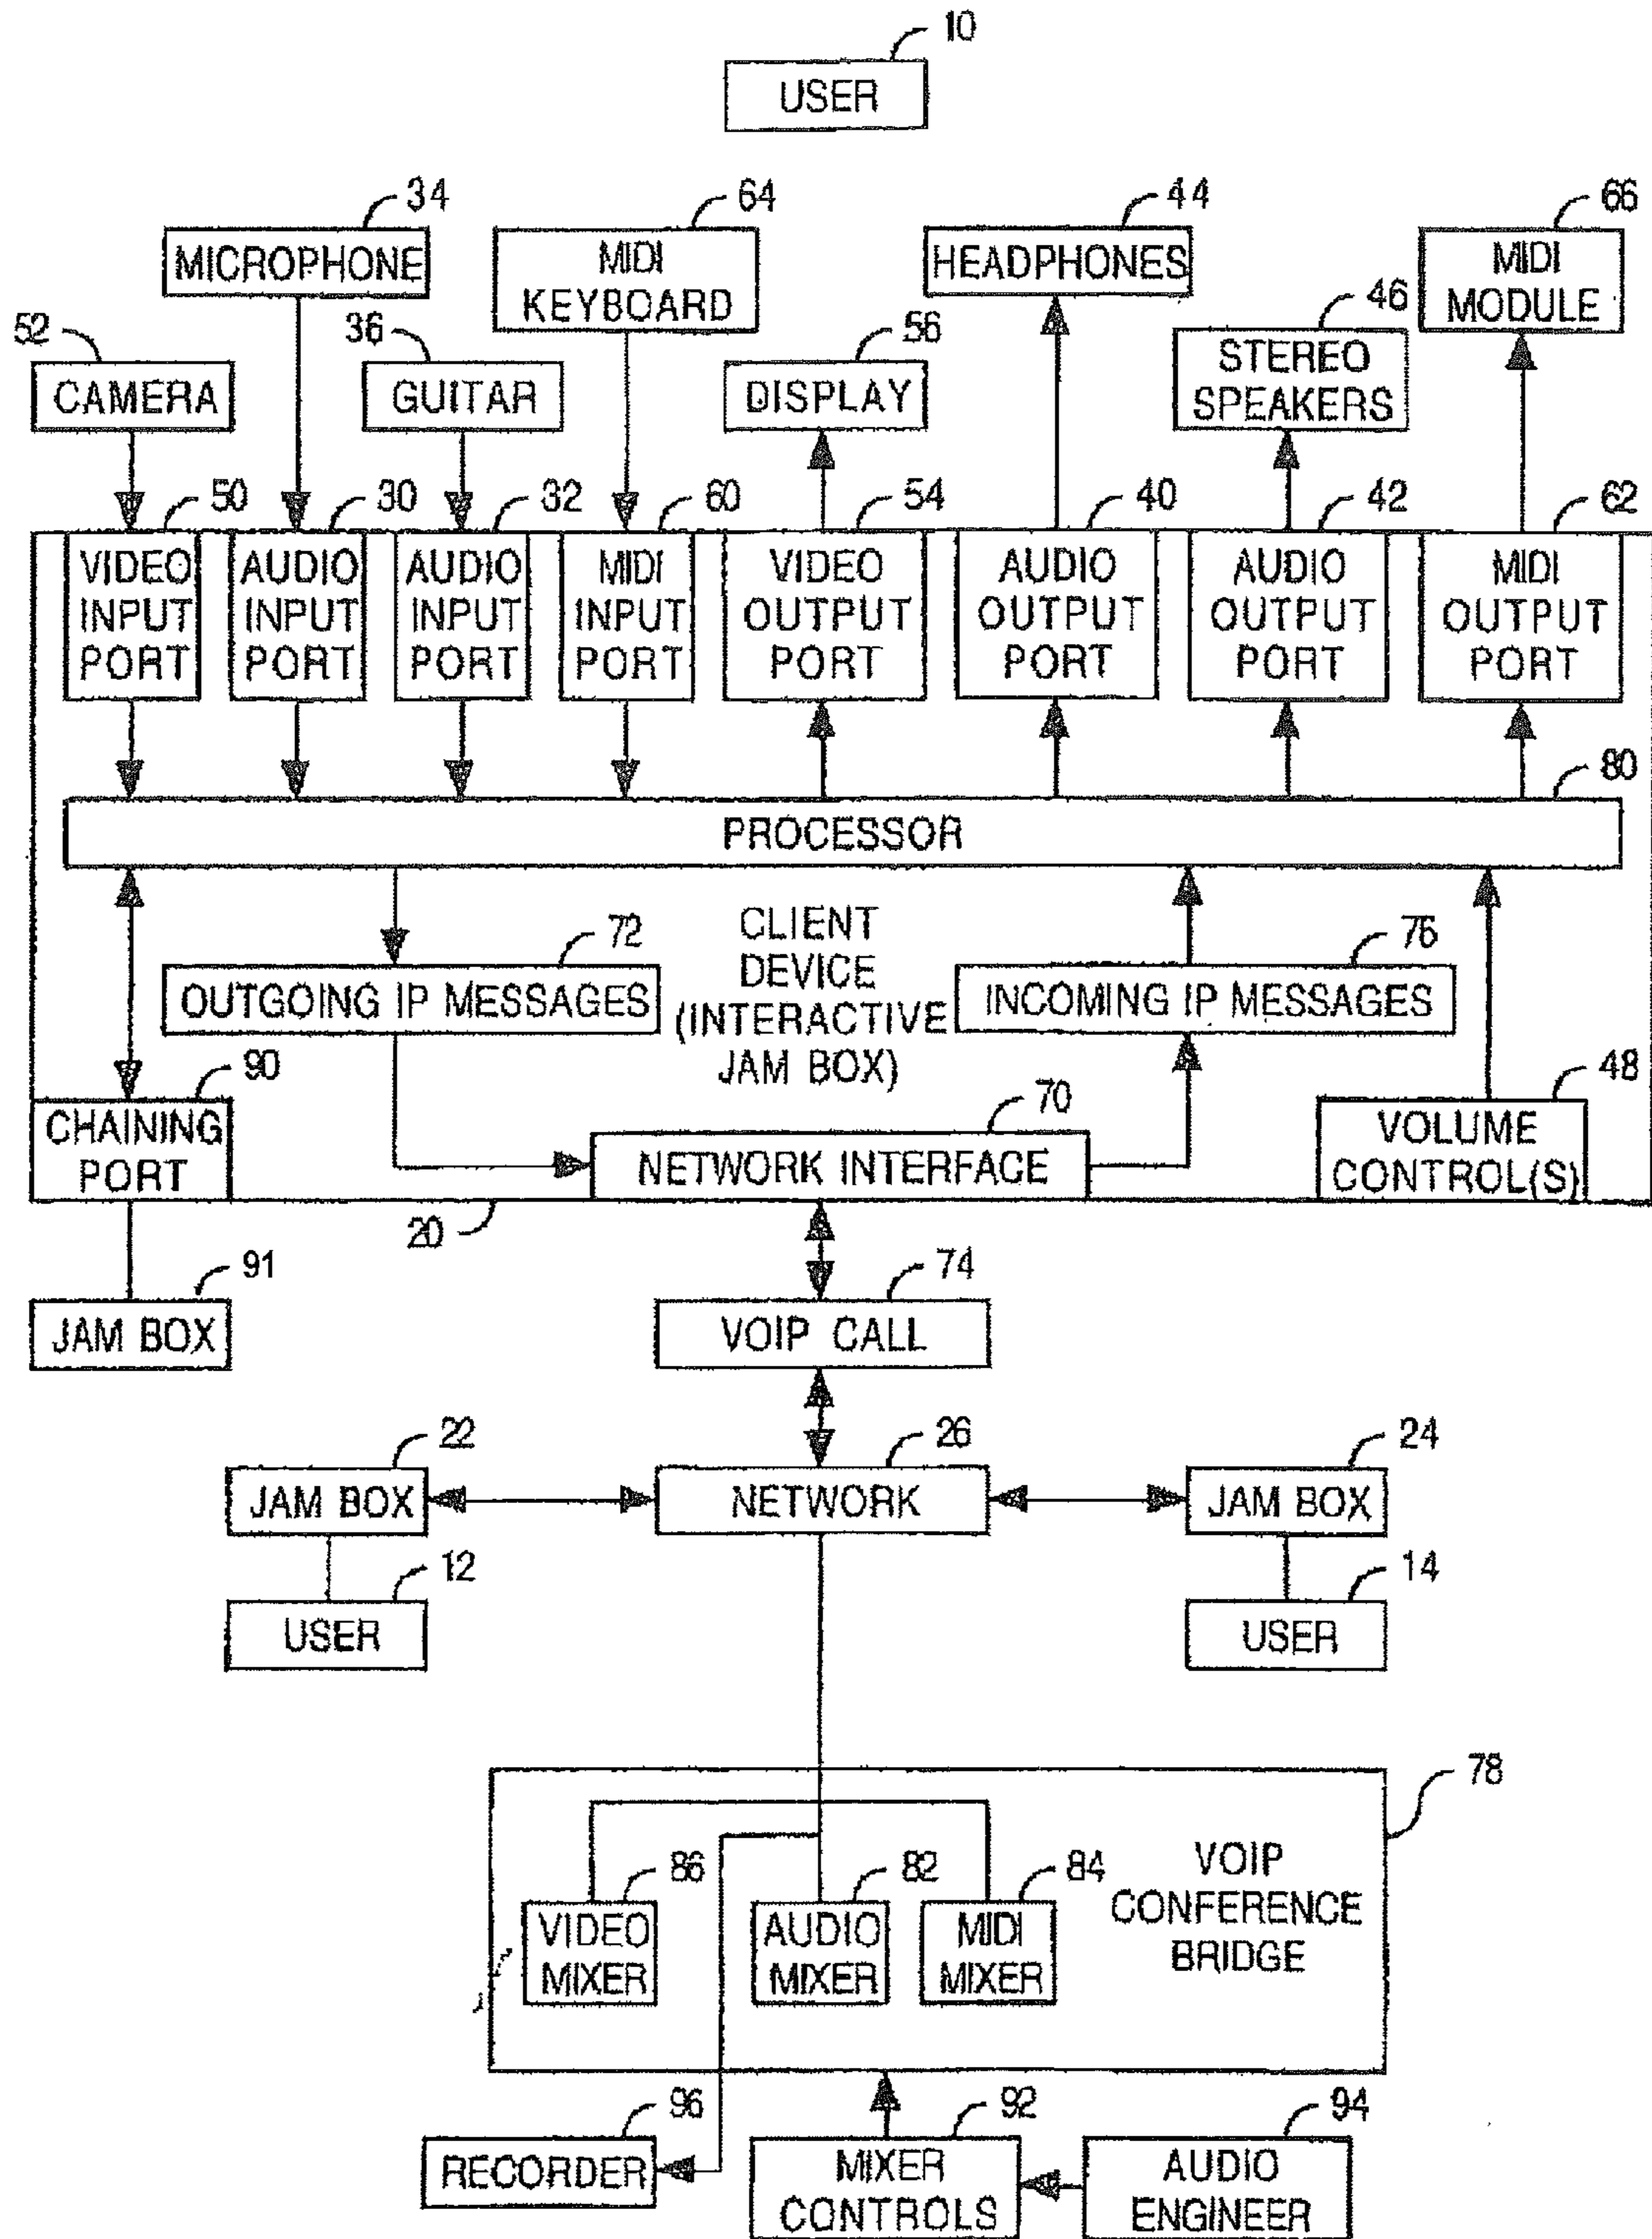 10
USER
34
64
44
66
MICROPHONE
MIDI
KEYBOARD
HEADPHONES
MIDI
MODULE
52
36
56
46
CAMERA
GUITAR
DISPLAY
STEREO
SPEAKERS
50
30
32
60
54
40
42
62
VIDEO
INPUT
PORT
AUDIO
INPUT
PORT
AUDIO
INPUT
PORT
MIDI
INPUT
PORT
VIDEO
OUTPUT
PORT
AUDIO
OUTPUT
PORT
AUDIO
OUTPUT
PORT
MIDI
OUTPUT
PORT
80
PROCESSOR
72
CLIENT
DEVICE
(INTERACTIVE
JAM BOX)
76
OUTGOING IP MESSAGES
INCOMING IP MESSAGES
90
70
48
CHAINING
PORT
NETWORK INTERFACE
VOLUME
CONTROL(S)
20
91
74
JAM BOX
VOIP CALL
22
26
24
JAM BOX
NETWORK
JAM BOX
12
14
USER
USER
78
86
82
84
VIDEO
MIXER
AUDIO
MIXER
MIDI
MIXER
VOIP
CONFERENCE
BRIDGE
96
92
94
RECORDER
MIXER
CONTROLS
AUDIO
ENGINEER